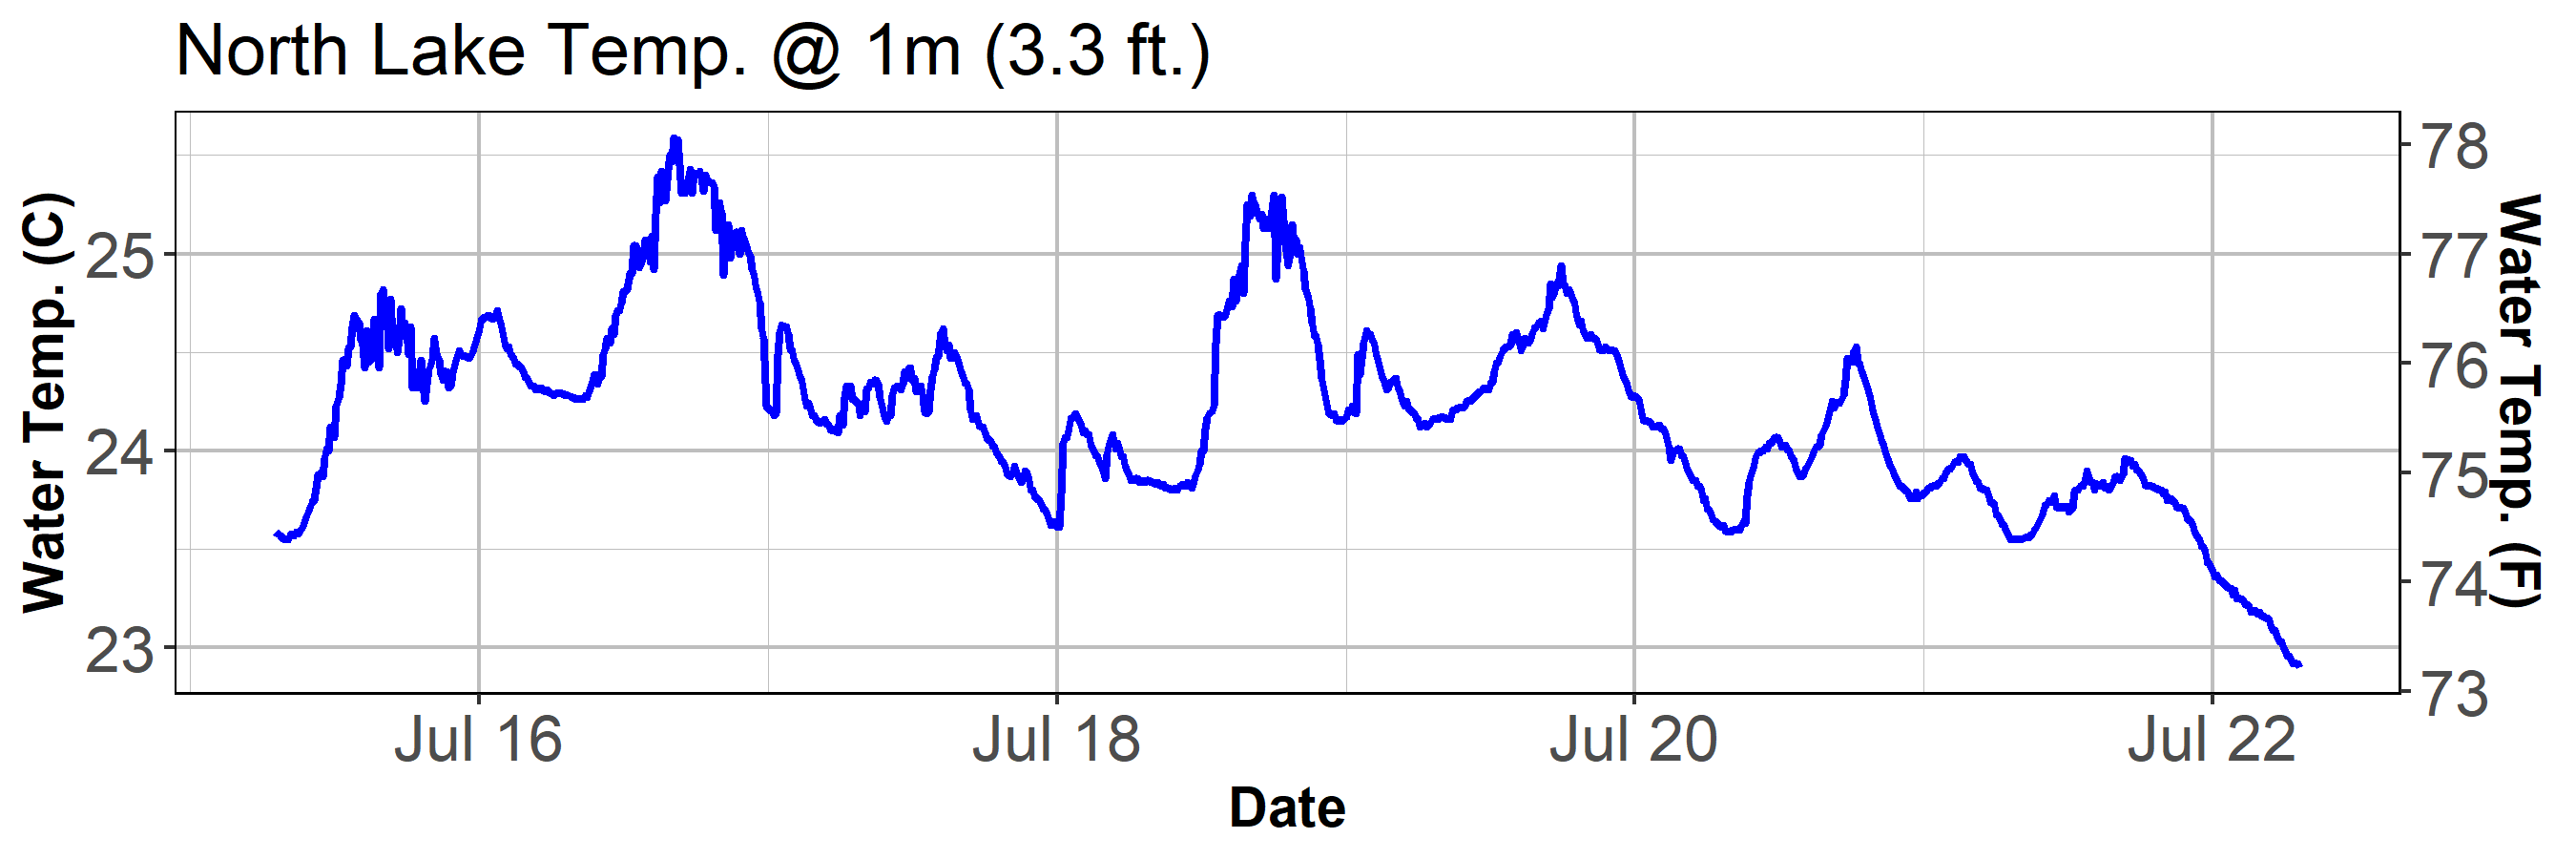 North Lake Temp. @ 1m (3.3 ft.)
Water Temp. (C)
25
24
23
78
77
76
75
74
73
Water Temp. (F)
Jul 16
Jul 18
Jul 20
Jul 22
Date